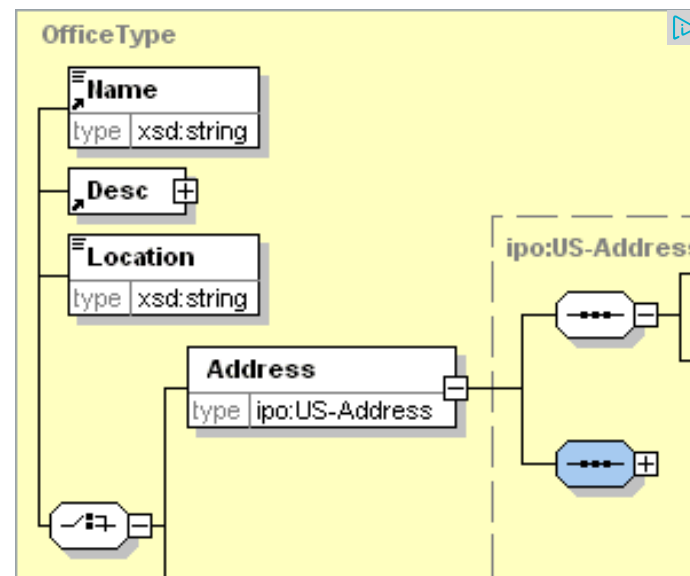 OfficeType
Name
type xsd:string
Desc
Location
type xsd:string
ipo:US-Address
Address
type ipo:US-Address